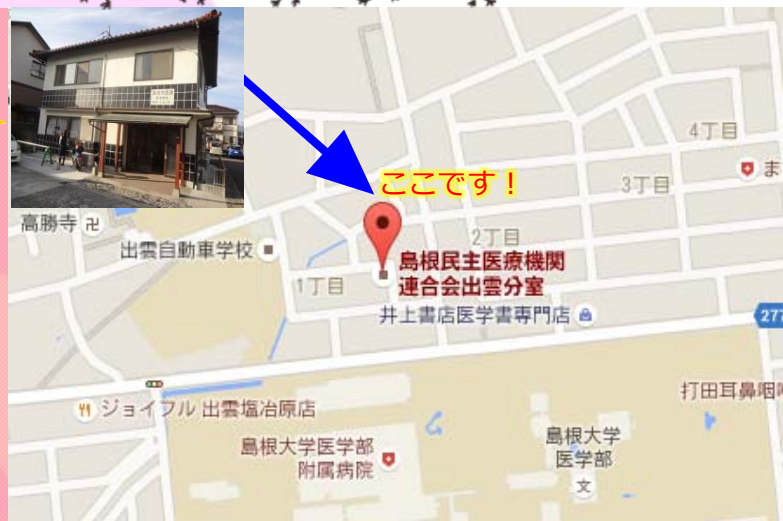 ここです！
4丁目
3丁目
ま
高勝寺
2丁目
出雲自動車学校
島根民主医療機関
連合会出雲分室
1丁目
井上書店医学書専門店
277
打田耳鼻咽
ジョイフル 出雲塩冶原店
島根大学医学部
附属病院
島根大学
医学部
文